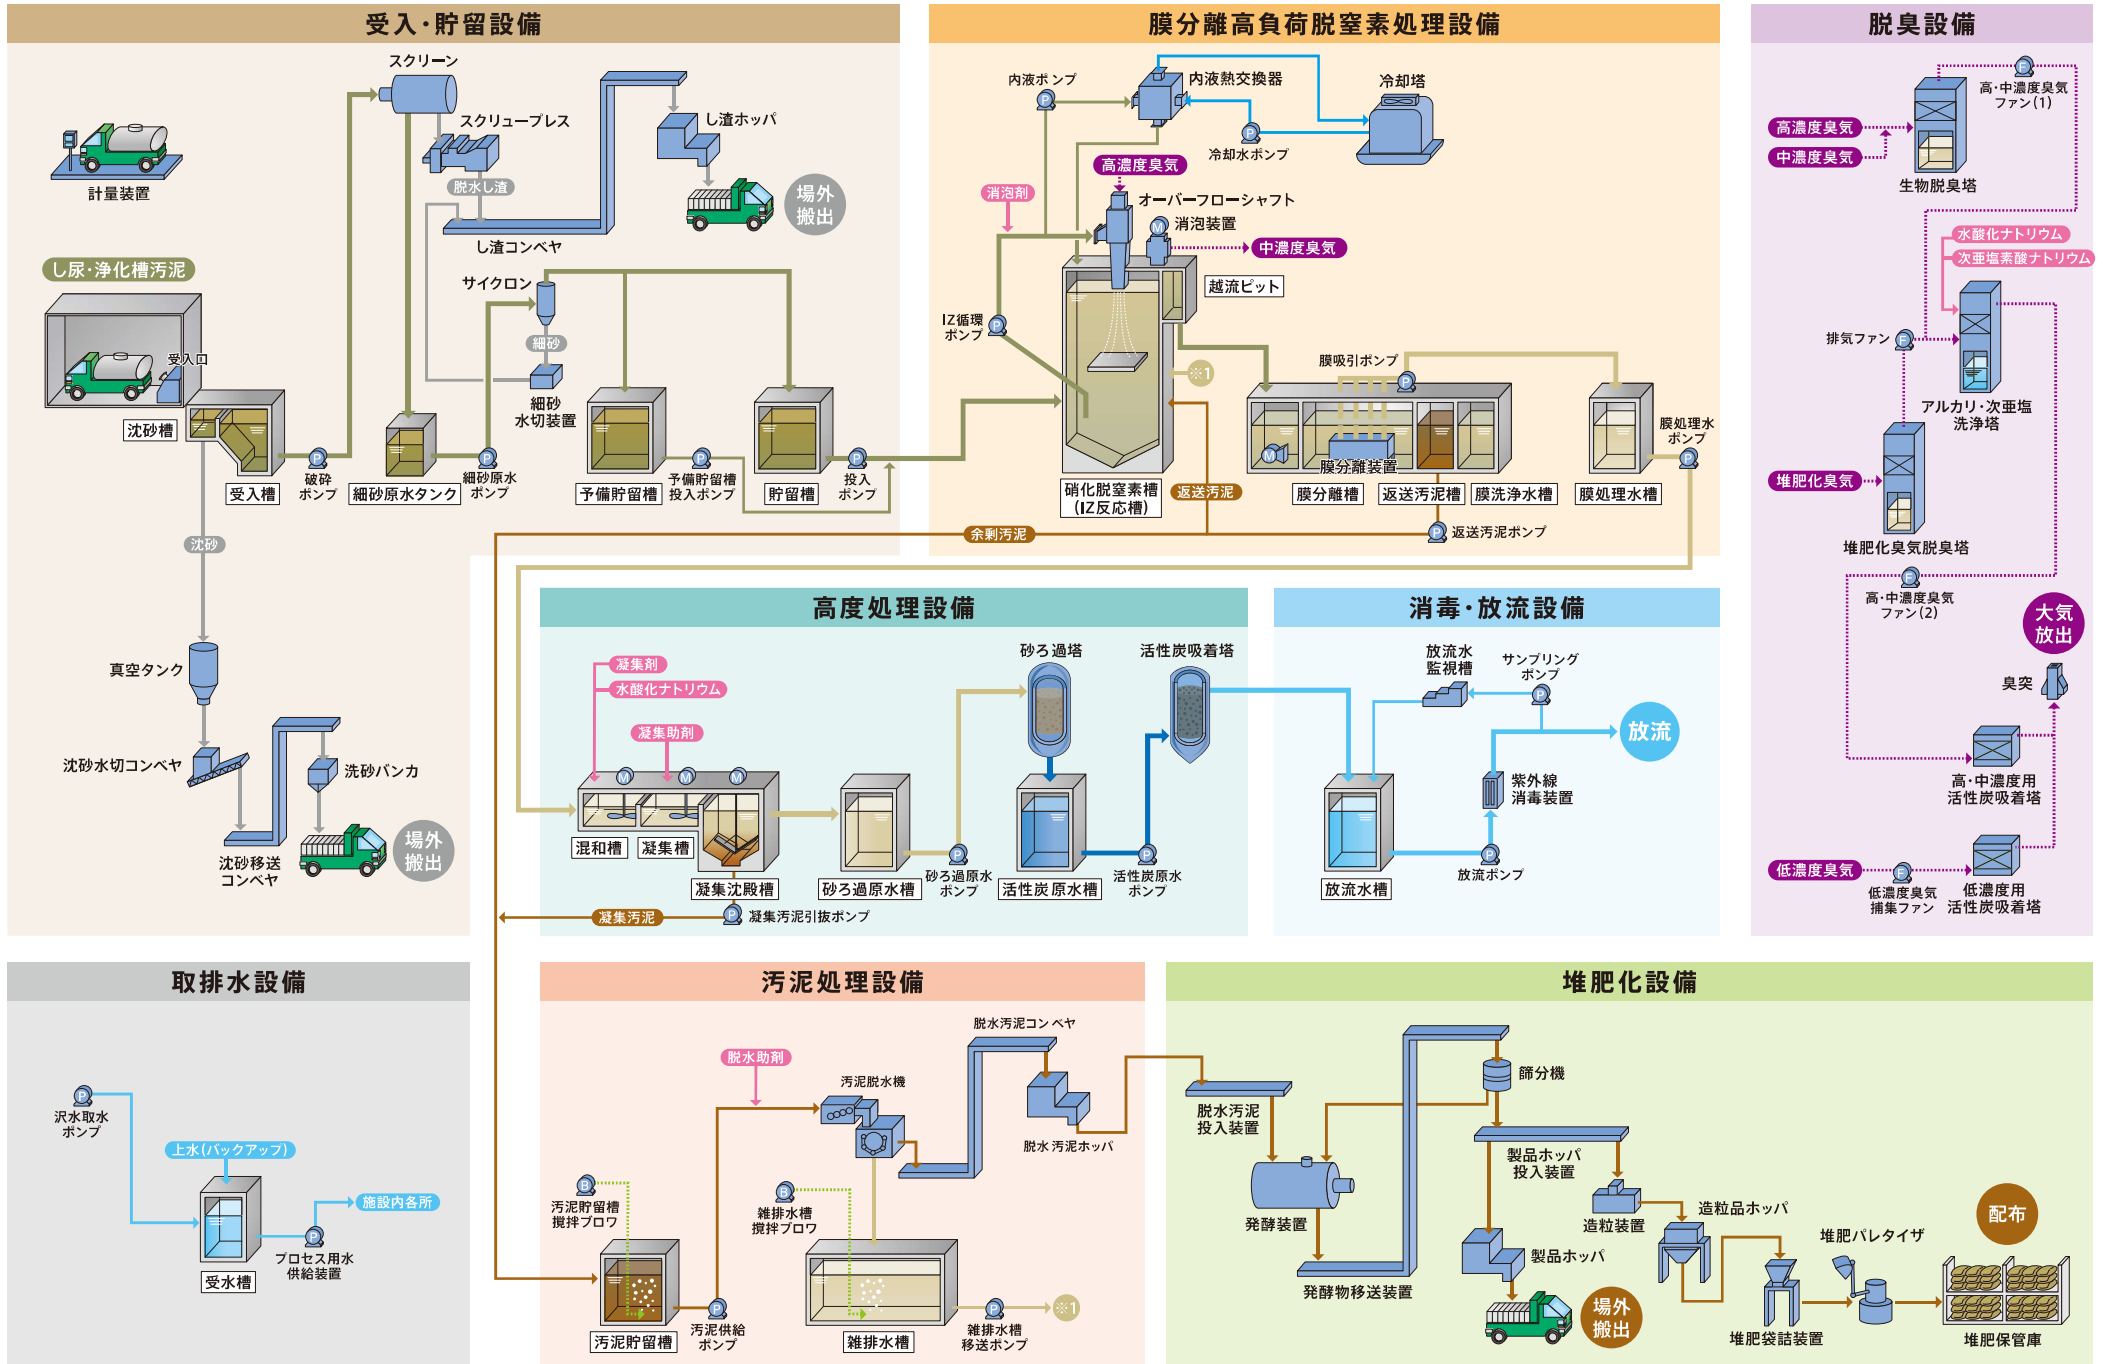 受入・貯留設備
スクリーン
スクリュープレス
し渣ホッパ
計量装置
脱水し渣
場外
搬出
し渣コンベヤ
し尿・浄化槽汚泥
サイクロン
受入口
細砂
細砂
水切装置
沈砂槽
受入槽
破砕
ポンプ
細砂原水タンク
細砂原水
ポンプ
予備貯留槽
予備貯留槽
投入ポンプ
貯留槽
投入
ポンプ
沈砂
真空タンク
沈砂水切コンベヤ
洗砂バンカ
沈砂移送
コンベヤ
場外
搬出
膜分離高負荷脱窒素処理設備
内液ポンプ
内液熱交換器
冷却塔
冷却水ポンプ
高濃度臭気
消泡剤
オーバーフローシャフト
消泡装置
中濃度臭気
越流ピット
IZ循環
ポンプ
※1
膜吸引ポンプ
膜処理水
ポンプ
膜分離装置
硝化脱窒素槽
(IZ反応槽)
返送汚泥
膜分離槽
返送汚泥槽
膜洗浄水槽
膜処理水槽
余剰汚泥
返送汚泥ポンプ
脱臭設備
高・中濃度臭気
ファン(1)
高濃度臭気
中濃度臭気
生物脱臭塔
水酸化ナトリウム
次亜塩素酸ナトリウム
排気ファン
アルカリ・次亜塩
洗浄塔
堆肥化臭気
堆肥化臭気脱臭塔
高・中濃度臭気
ファン(2)
大気
放出
臭突
高・中濃度用
活性炭吸着塔
低濃度臭気
低濃度臭気
捕集ファン
低濃度用
活性炭吸着塔
高度処理設備
凝集剤
水酸化ナトリウム
凝集助剤
砂ろ過塔
活性炭吸着塔
混和槽
凝集槽
凝集沈殿槽
砂ろ過原水槽
砂ろ過原水
ポンプ
活性炭原水槽
活性炭原水
ポンプ
凝集汚泥
凝集汚泥引抜ポンプ
消毒・放流設備
放流水
監視槽
サンプリング
ポンプ
放流
紫外線
消毒装置
放流水槽
放流ポンプ
取排水設備
沢水取水
ポンプ
上水(バックアップ)
施設内各所
プロセス用水
供給装置
受水槽
汚泥処理設備
脱水汚泥コンベヤ
脱水助剤
汚泥脱水機
脱水汚泥ホッパ
汚泥貯留槽
撹拌ブロワ
雑排水槽
撹拌ブロワ
汚泥貯留槽
汚泥供給
ポンプ
雑排水槽
雑排水槽
移送ポンプ
※1
堆肥化設備
篩分機
脱水汚泥
投入装置
製品ホッパ
投入装置
発酵装置
造粒装置
造粒品ホッパ
配布
堆肥パレタイザ
製品ホッパ
発酵物移送装置
場外
搬出
堆肥袋詰装置
堆肥保管庫